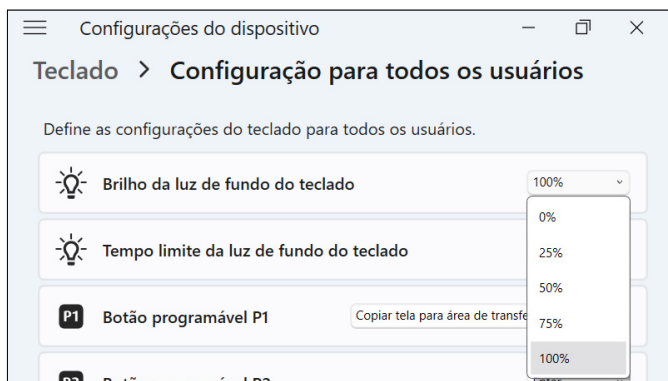 Configurações do dispositivo
Teclado > Configuração para todos os usuários
Define as configurações do teclado para todos os usuários.
Brilho da luz de fundo do teclado 100%
0%
Tempo limite da luz de fundo do teclado 25%
50%
P1 Botão programável P1 Copiar tela para área de transfe 75%
100%